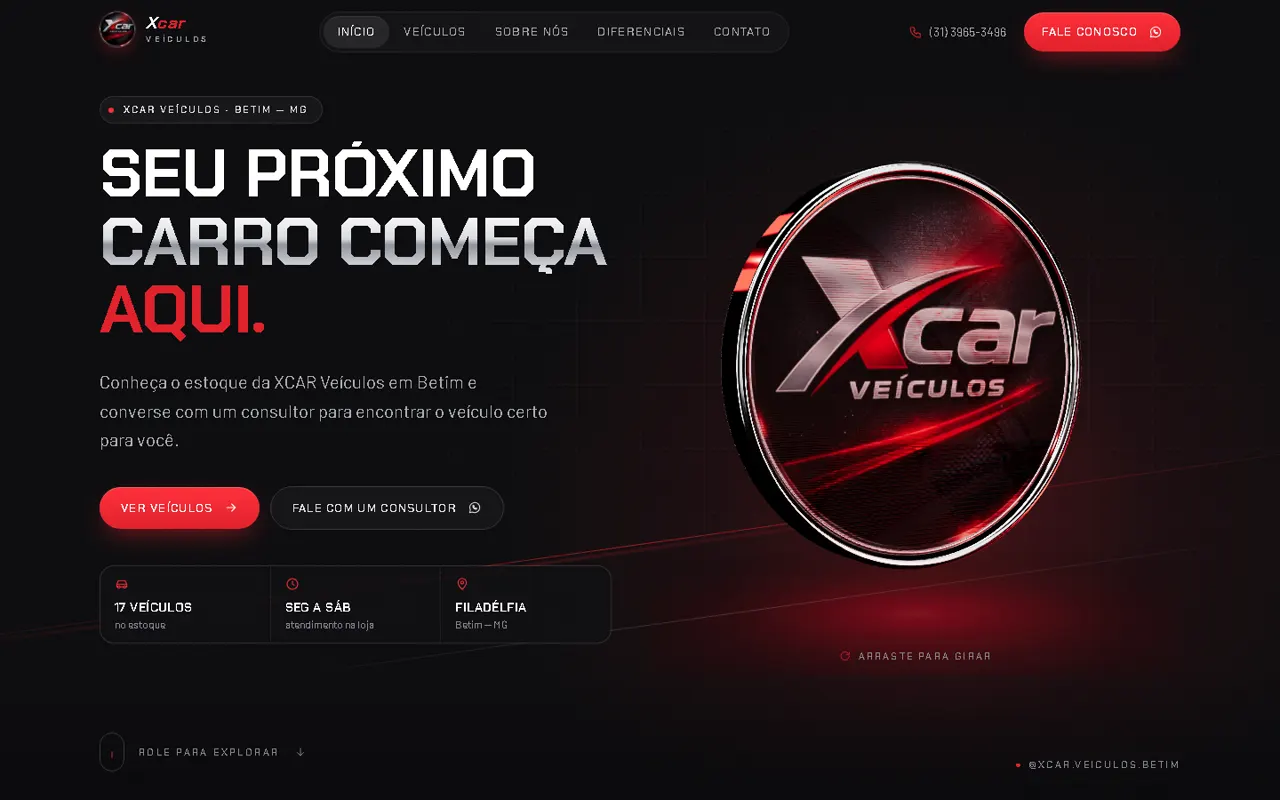 Xcar
Xcar
VEÍCULOS
INÍCIO
VEÍCULOS
SOBRE NÓS
DIFERENCIAIS
CONTATO
(31) 3965-3496
FALE CONOSCO
XCAR VEÍCULOS · BETIM — MG
SEU PRÓXIMO
CARRO COMEÇA
AQUI.
Conheça o estoque da XCAR Veículos em Betim e
converse com um consultor para encontrar o veículo certo
para você.
VER VEÍCULOS →
FALE COM UM CONSULTOR
17 VEÍCULOS
no estoque
SEG A SÁB
atendimento na loja
FILADÉLFIA
Betim — MG
Xcar
VEÍCULOS
ARRASTE PARA GIRAR
ROLE PARA EXPLORAR ↓
@XCAR.VEICULOS.BETIM